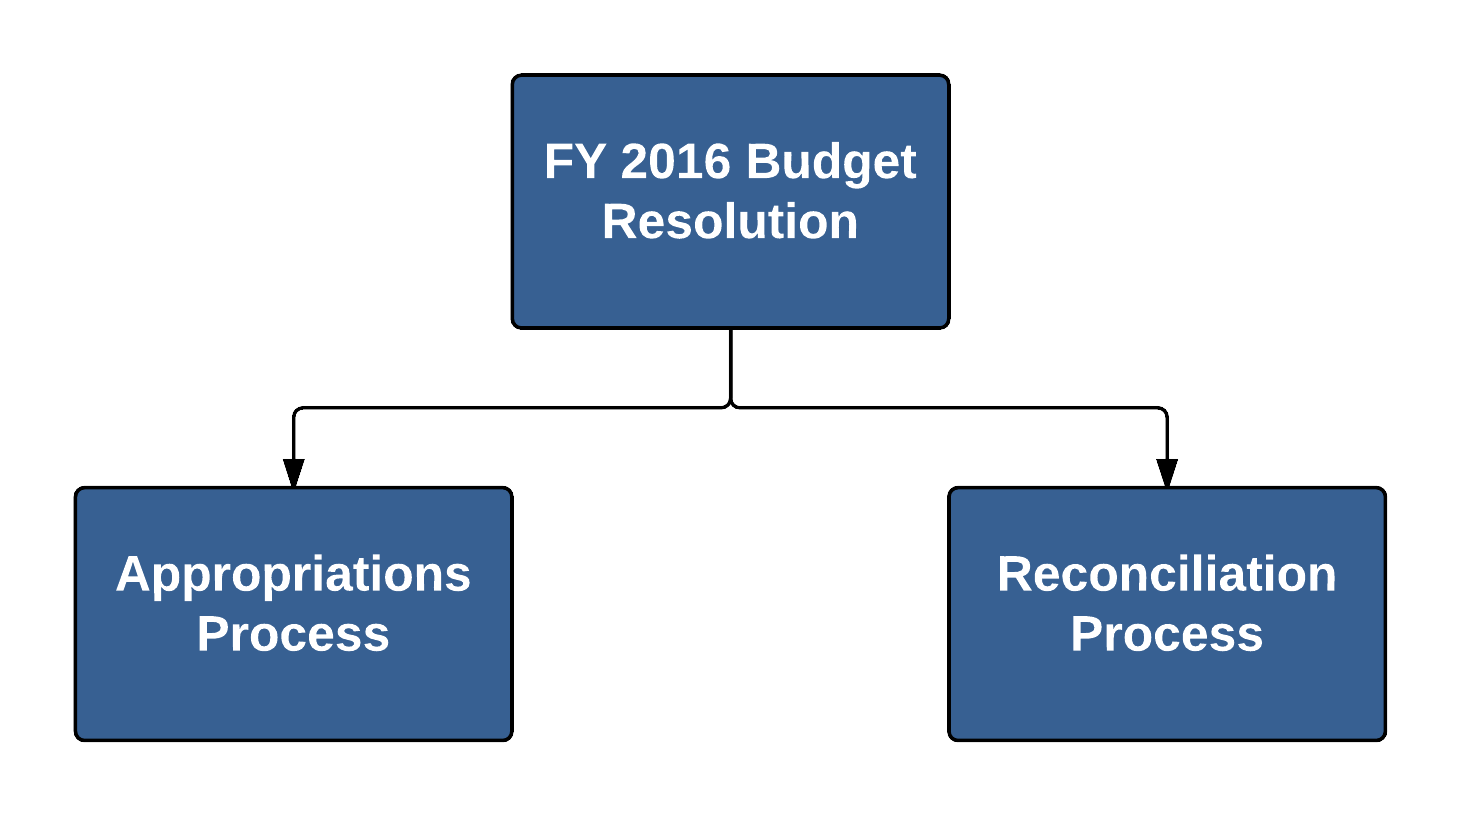 FY 2016 Budget
Resolution
Appropriations
Process
Reconciliation
Process